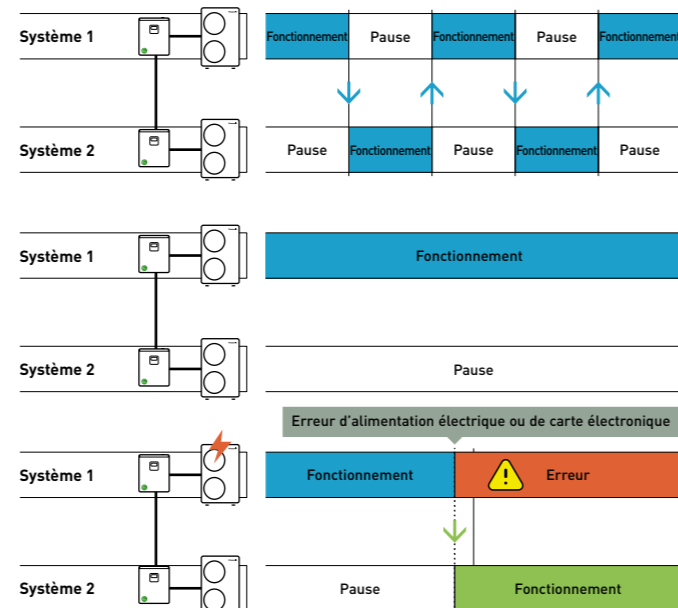 Système 1
Fonctionnement Pause Fonctionnement Pause Fonctionnement
Système 2
Pause Fonctionnement Pause Fonctionnement Pause
Système 1
Fonctionnement
Système 2
Pause
Erreur d'alimentation électrique ou de carte électronique
Système 1
Fonctionnement Erreur
Système 2
Pause Fonctionnement